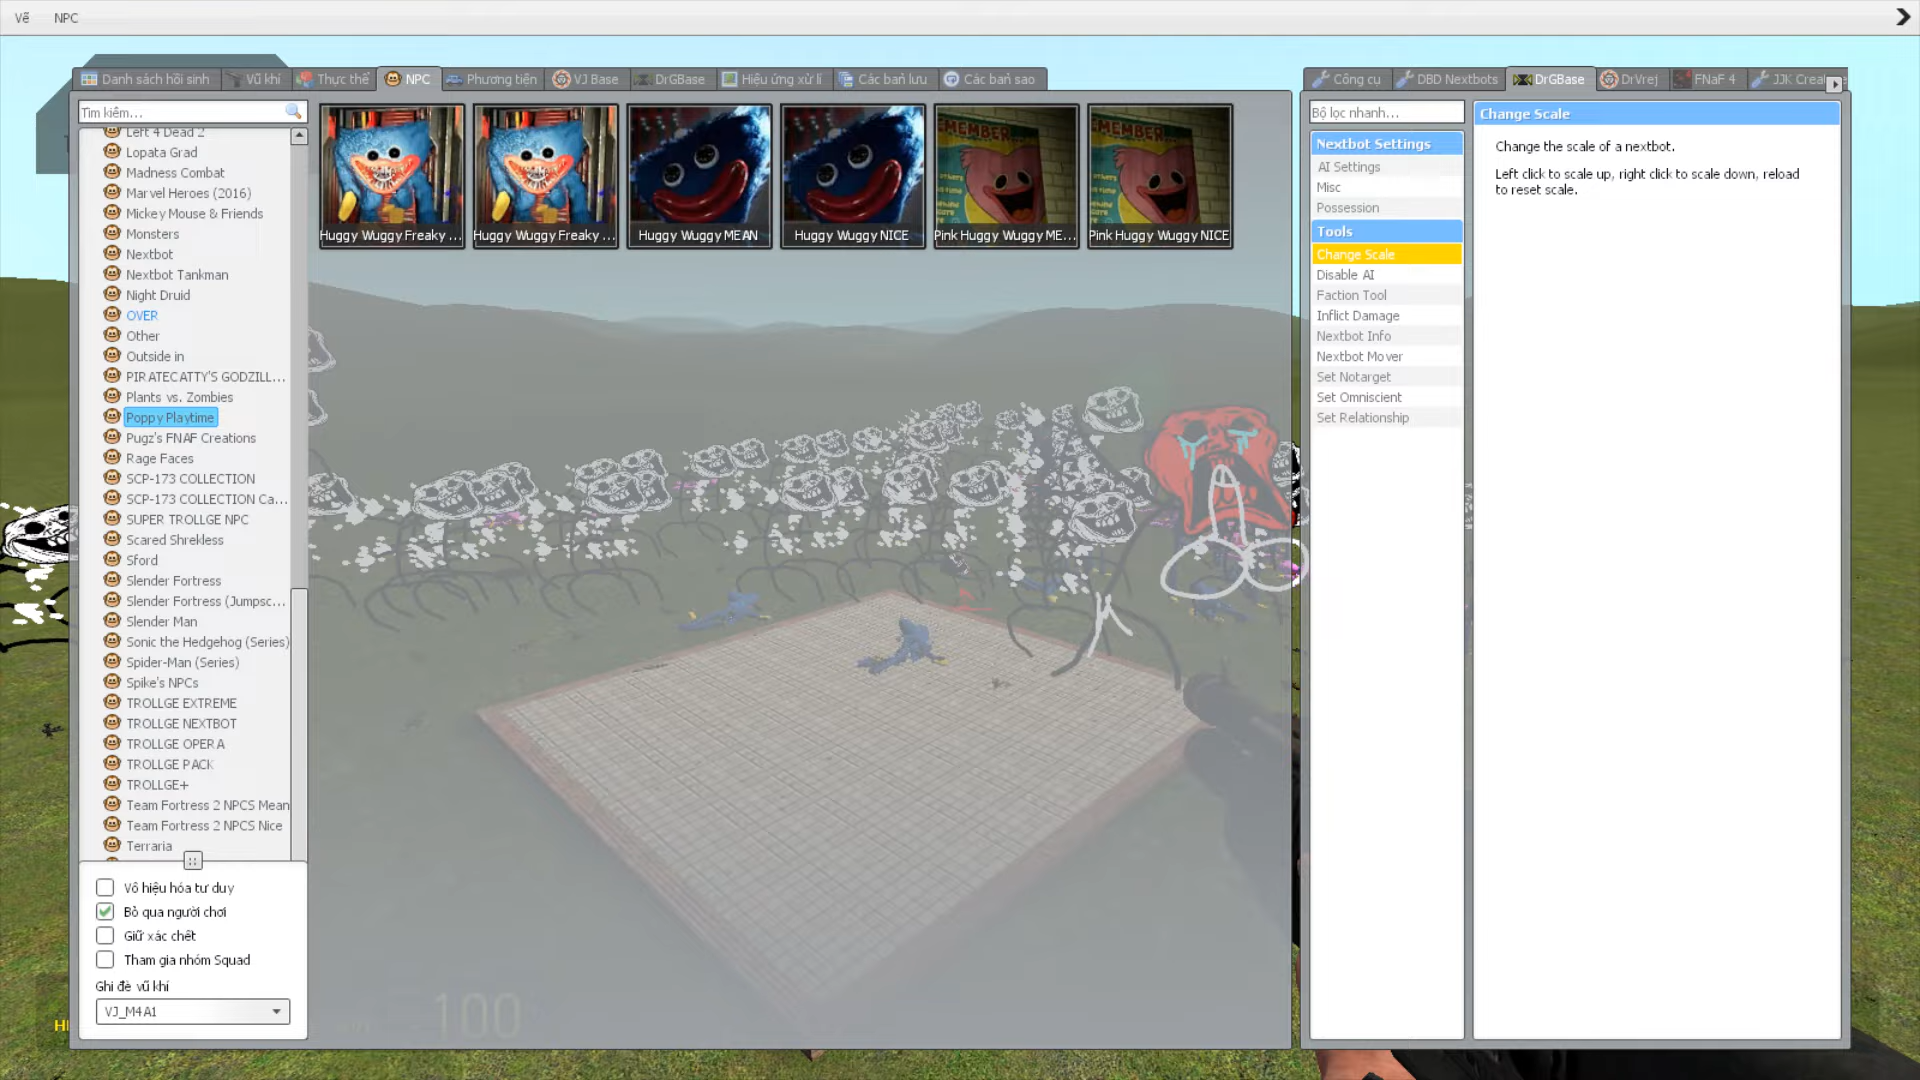 Vẽ NPC
Danh sách hồi sinh Vũ khí Thực thể NPC Phương tiện VJ Base DrGBase Hiệu ứng xử lí Các bản lưu Các bản sao
Công cụ DBD Nextbots DrGBase DrVrej FNaF 4 JJK Crea
Tìm kiếm...
Left 4 Dead 2
Lopata Grad
Madness Combat
Marvel Heroes (2016)
Mickey Mouse & Friends
Monsters
Nextbot
Nextbot Tankman
Night Druid
OVER
Other
Outside in
PIRATECATTY'S GODZILL...
Plants vs. Zombies
Poppy Playtime
Pugz's FNAF Creations
Rage Faces
SCP-173 COLLECTION
SCP-173 COLLECTION Ca...
SUPER TROLLGE NPC
Scared Shrekless
Sford
Slender Fortress
Slender Fortress (Jumpsc...
Slender Man
Sonic the Hedgehog (Series)
Spider-Man (Series)
Spike's NPCs
TROLLGE EXTREME
TROLLGE NEXTBOT
TROLLGE OPERA
TROLLGE PACK
TROLLGE+
Team Fortress 2 NPCS Mean
Team Fortress 2 NPCS Nice
Terraria
Vô hiệu hóa tư duy
Bỏ qua người chơi
Giữ xác chết
Tham gia nhóm Squad
Ghi đè vũ khí
VJ_M4A1
Huggy Wuggy Freaky ...
Huggy Wuggy Freaky ...
Huggy Wuggy MEAN
Huggy Wuggy NICE
Pink Huggy Wuggy ME...
Pink Huggy Wuggy NICE
100
Bộ lọc nhanh...
Nextbot Settings
AI Settings
Misc
Possession
Tools
Change Scale
Disable AI
Faction Tool
Inflict Damage
Nextbot Info
Nextbot Mover
Set Notarget
Set Omniscient
Set Relationship
Change Scale
Change the scale of a nextbot.
Left click to scale up, right click to scale down, reload
to reset scale.